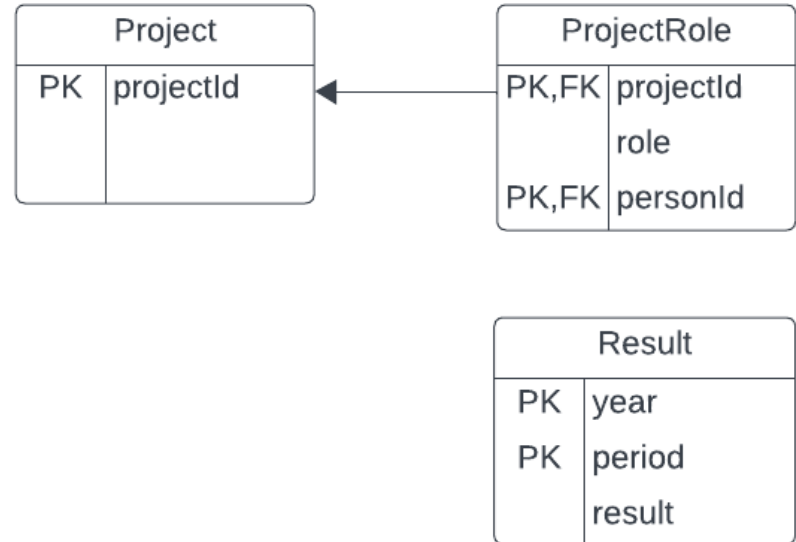 Project
PK projectId
ProjectRole
PK,FK projectId
role
PK,FK personId
Result
PK year
PK period
result